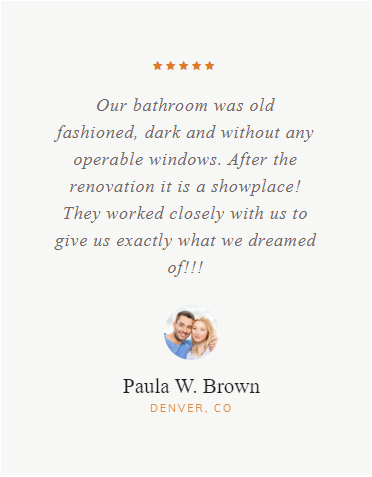 Our bathroom was old
fashioned, dark and without any
operable windows. After the
renovation it is a showplace!
They worked closely with us to
give us exactly what we dreamed
of!!!
Paula W. Brown
DENVER, CO